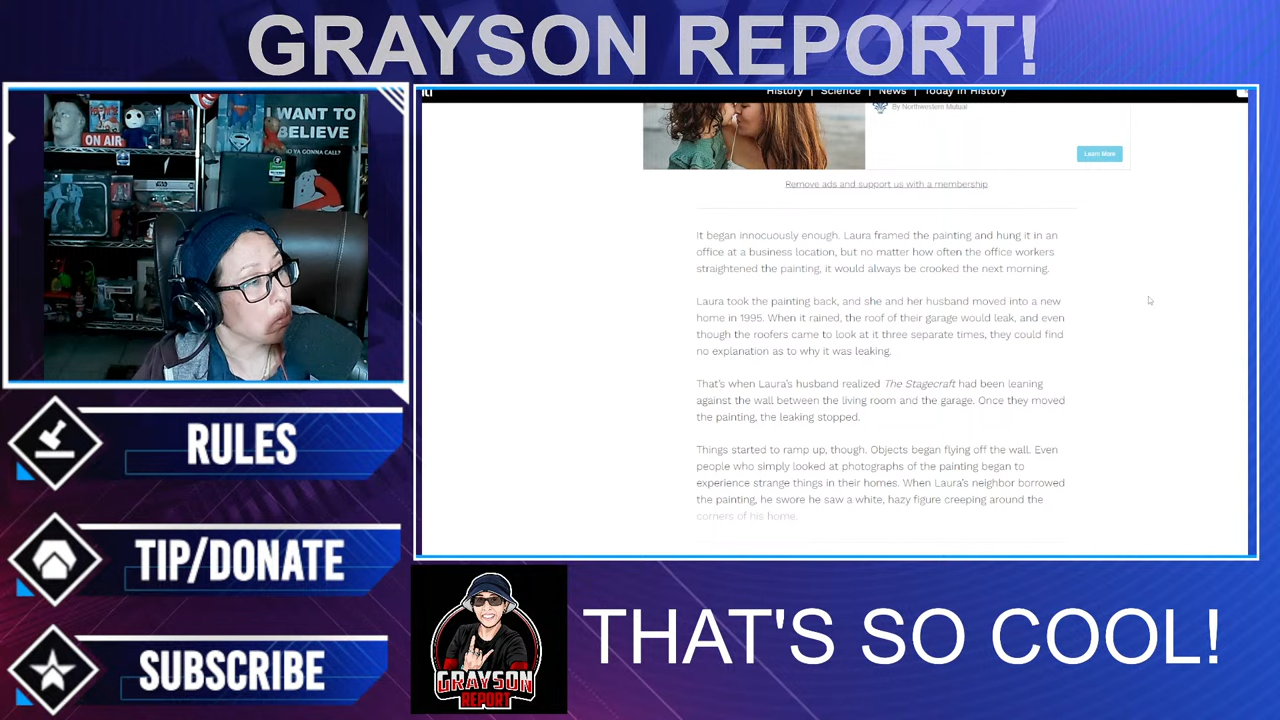 GRAYSON REPORT!
I WANT TO
BELIEVE
YA GONNA CALL?
ON AIR
RULES
TIP/DONATE
SUBSCRIBE
History | Science | News | Today in History
By Northwestern Mutual
Learn More
Remove ads and support us with a membership
It began innocuously enough. Laura framed the painting and hung it in an
office at a business location, but no matter how often the office workers
straightened the painting, it would always be crooked the next morning.
Laura took the painting back, and she and her husband moved into a new
home in 1995. When it rained, the roof of their garage would leak, and even
though the roofers came to look at it three separate times, they could find
no explanation as to why it was leaking.
That's when Laura's husband realized The Stagecraft had been leaning
against the wall between the living room and the garage. Once they moved
the painting, the leaking stopped.
Things started to ramp up, though. Objects began flying off the wall. Even
people who simply looked at photographs of the painting began to
experience strange things in their homes. When Laura's neighbor borrowed
the painting, he swore he saw a white, hazy figure creeping around the
corners of his home.
GRAYSON
REPORT
THAT'S SO COOL!